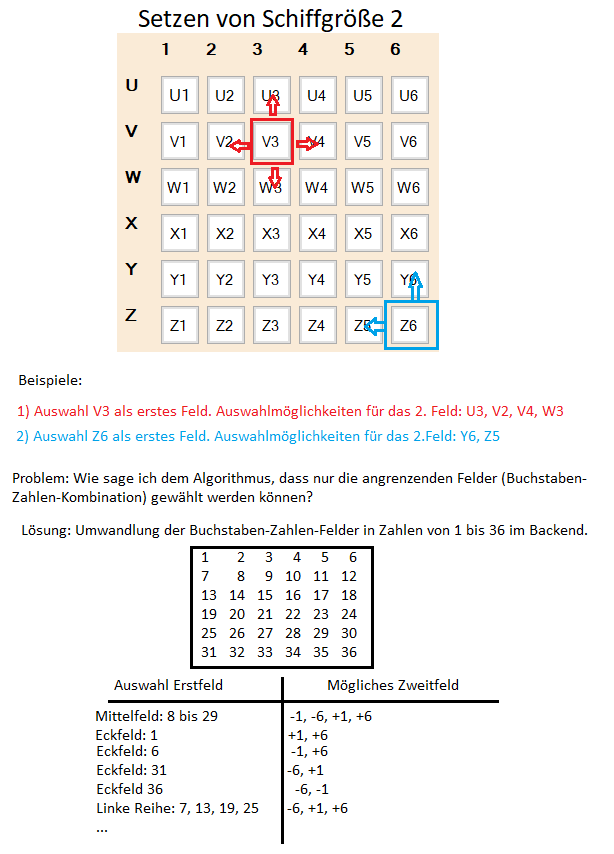 Setzen von Schiffgröße 2
1 2 3 4 5 6
U U1 U2 U3 U4 U5 U6
V V1 V2 V3 V4 V5 V6
W W1 W2 W3 W4 W5 W6
X X1 X2 X3 X4 X5 X6
Y Y1 Y2 Y3 Y4 Y5 Y6
Z Z1 Z2 Z3 Z4 Z5 Z6
Beispiele:
1) Auswahl V3 als erstes Feld. Auswahlmöglichkeiten für das 2. Feld: U3, V2, V4, W3
2) Auswahl Z6 als erstes Feld. Auswahlmöglichkeiten für das 2.Feld: Y6, Z5
Problem: Wie sage ich dem Algorithmus, dass nur die angrenzenden Felder (Buchstaben-
Zahlen-Kombination) gewählt werden können?
Lösung: Umwandlung der Buchstaben-Zahlen-Felder in Zahlen von 1 bis 36 im Backend.
1 2 3 4 5 6
7 8 9 10 11 12
13 14 15 16 17 18
19 20 21 22 23 24
25 26 27 28 29 30
31 32 33 34 35 36
Auswahl Erstfeld Mögliches Zweitfeld
Mittelfeld: 8 bis 29 -1, -6, +1, +6
Eckfeld: 1 +1, +6
Eckfeld: 6 -1, +6
Eckfeld: 31 -6, +1
Eckfeld 36 -6, -1
Linke Reihe: 7, 13, 19, 25 -6, +1, +6
...